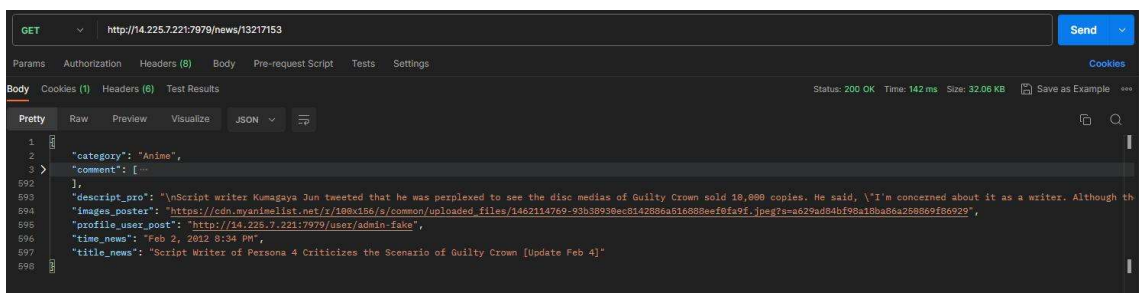 GET http://14.225.7.221:7979/news/13217153 Send
Params Authorization Headers (8) Body Pre-request Script Tests Settings Cookies
Body Cookies (1) Headers (6) Test Results Status: 200 OK Time: 142 ms Size: 32.06 KB Save as Example
Pretty Raw Preview Visualize JSON
1 {
2 "category": "Anime",
3 "comment": [ ...
592 ],
593 "descript_pro": "\nScript writer Kumagaya Jun tweeted that he was perplexed to see the disc medias of Guilty Crown sold 10,000 copies. He said, \"I'm concerned about it as a writer. Although th
594 "images_poster": "https://cdn.myanimelist.net/r/100x156/s/common/uploaded_files/1462114769-93b38930ec8142886a516888eef0fa9f.jpeg?s=a629ad84bf98a18ba86a250869f86929",
595 "profile_user_post": "http://14.225.7.221:7979/user/admin-fake",
596 "time_news": "Feb 2, 2012 8:34 PM",
597 "title_news": "Script Writer of Persona 4 Criticizes the Scenario of Guilty Crown [Update Feb 4]"
598 }